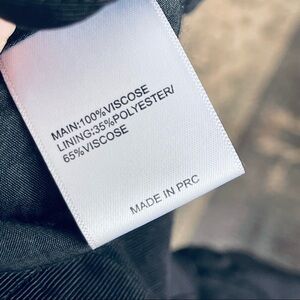 MAIN:100%VISCOSE
LINING:35%POLYESTER/
65%VISCOSE
MADE IN PRC